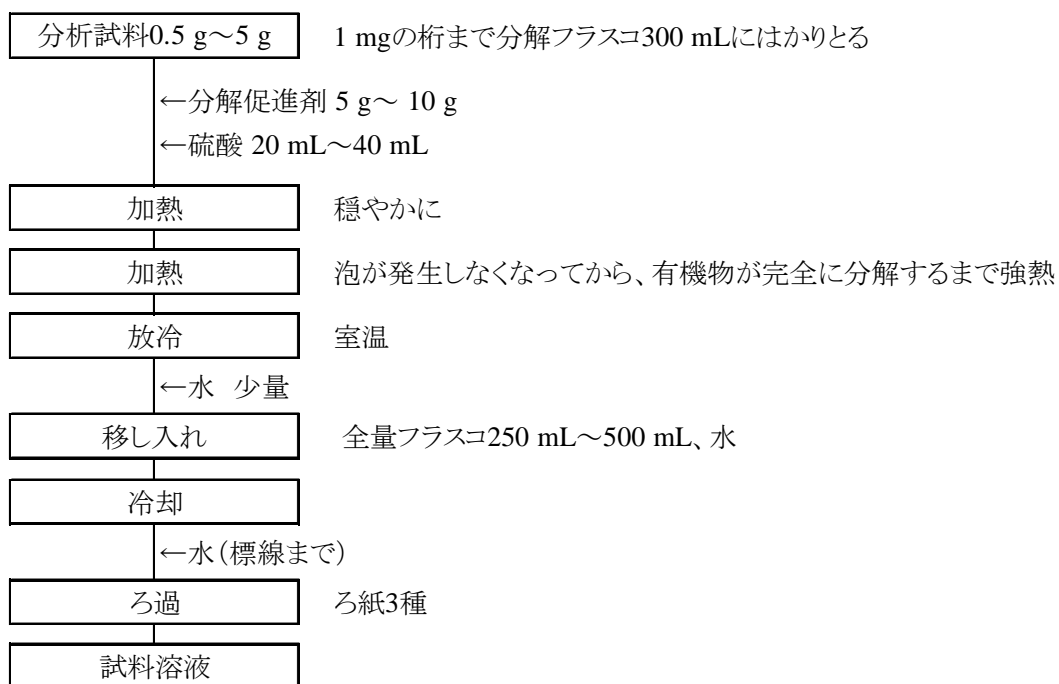 分析試料0.5 g～5 g 1 mgの桁まで分解フラスコ300 mLにはかりとる
←分解促進剤 5 g～ 10 g
←硫酸 20 mL～40 mL
加熱 穏やかに
加熱 泡が発生しなくなってから、有機物が完全に分解するまで強熱
放冷 室温
←水 少量
移し入れ 全量フラスコ250 mL～500 mL、水
冷却
←水（標線まで）
ろ過 ろ紙3種
試料溶液